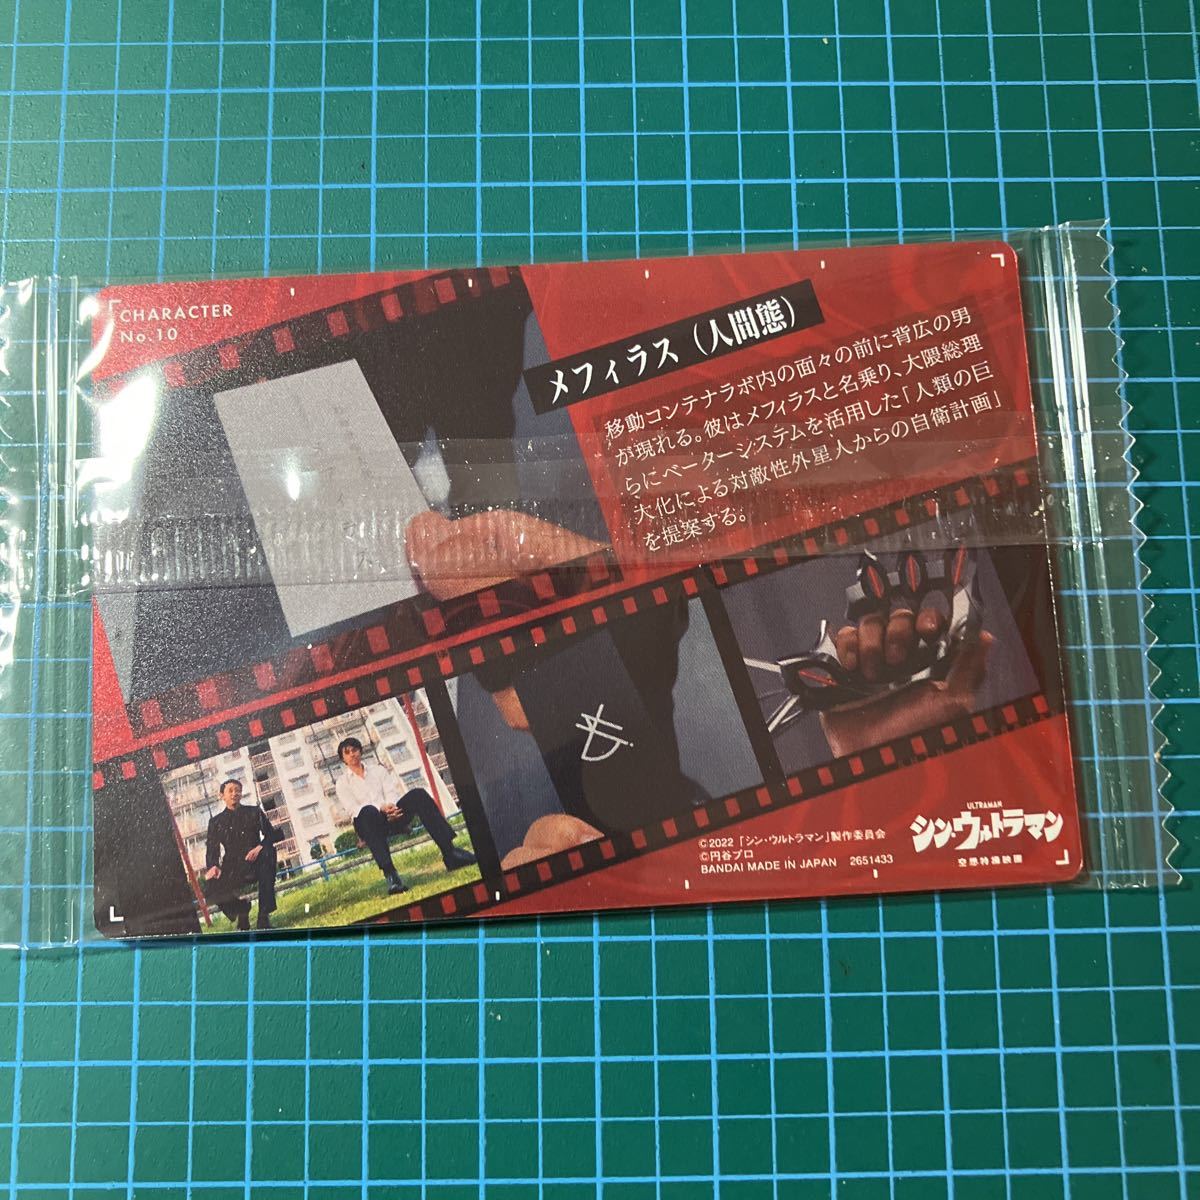 CHARACTER
No.10
メフィラス（人間態）
移動コンテナラボ内の面々の前に背広の男
が現れる。彼はメフィラスと名乗り、大隈総理
らにベーターシステムを活用した「人類の巨
大化による対敵性外星人からの自衛計画」
を提案する。
©2022「シン・ウルトラマン」製作委員会
©円谷プロ
BANDAI MADE IN JAPAN 2651433
ULTRAMAN
シン・ウルトラマン
空想特撮映画